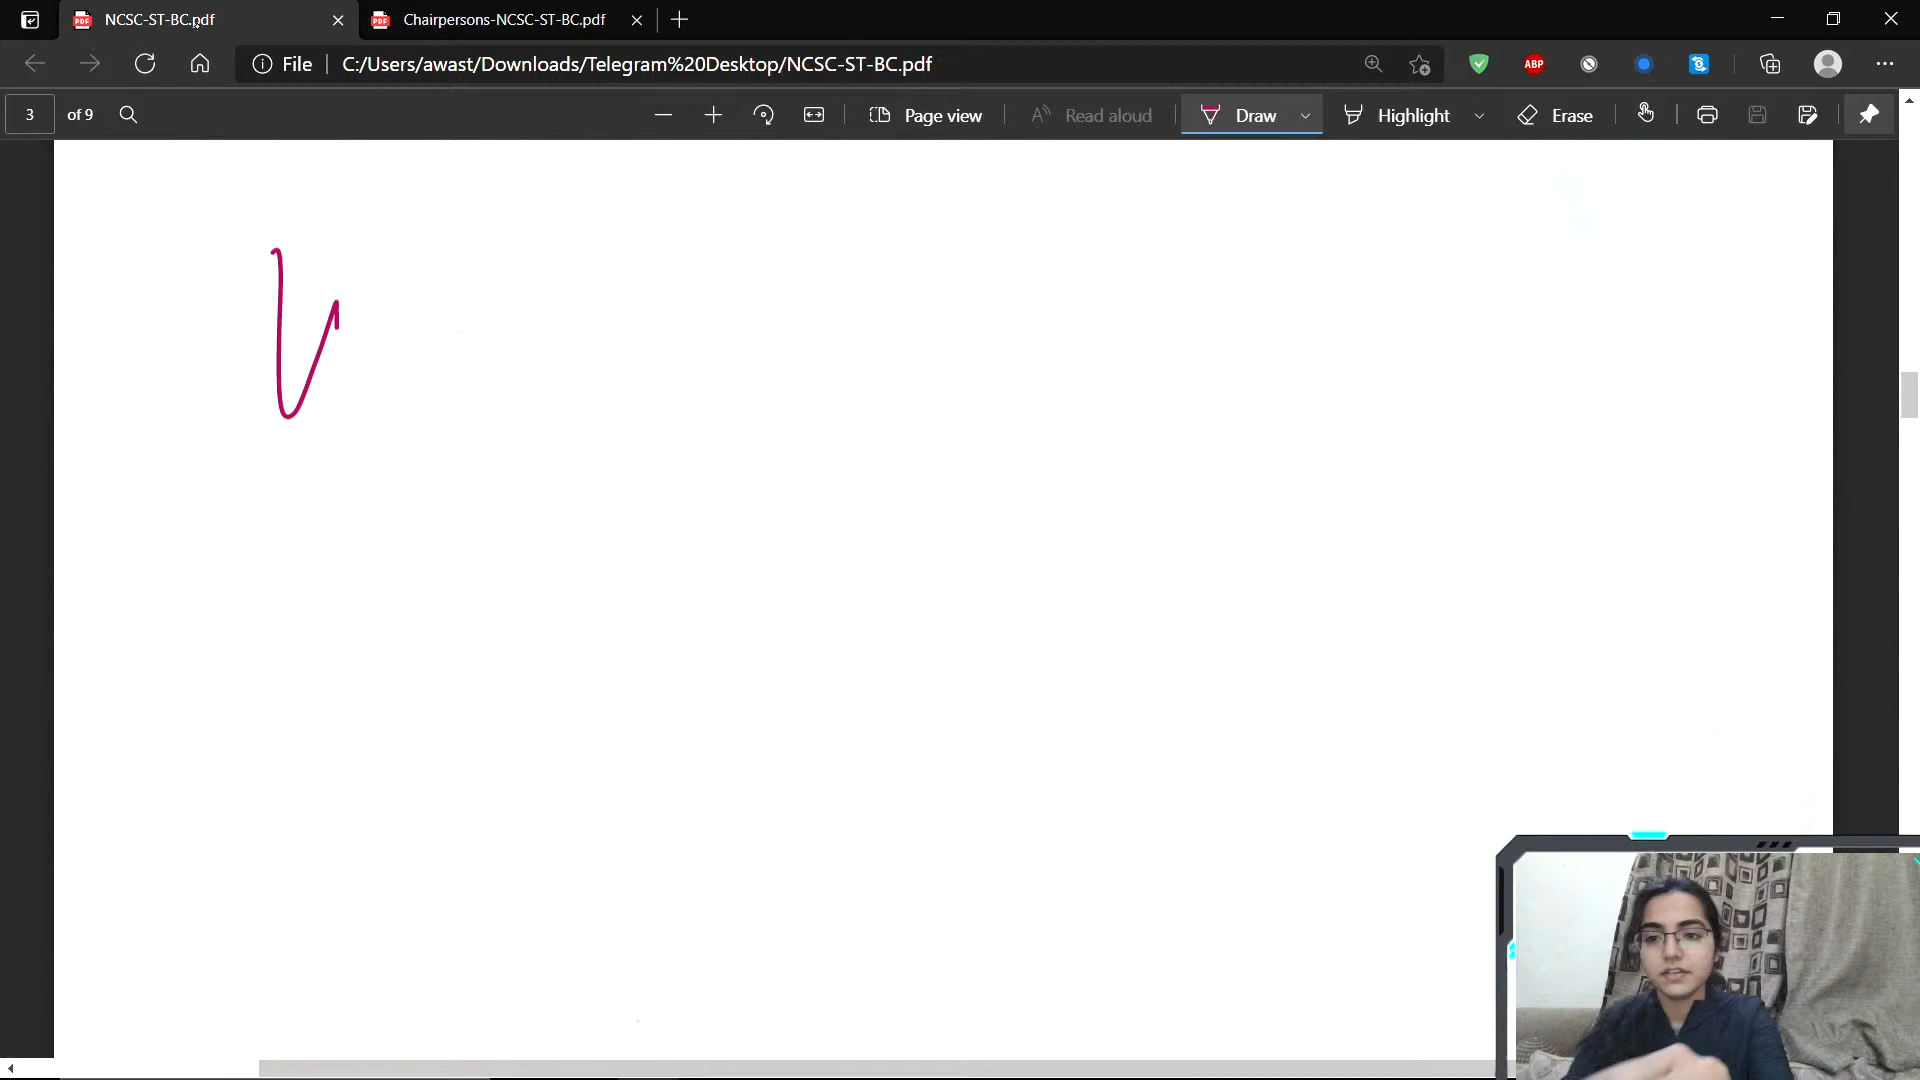 NCSC-ST-BC.pdf
Chairpersons-NCSC-ST-BC.pdf
File
C:/Users/awast/Downloads/Telegram%20Desktop/NCSC-ST-BC.pdf
ABP
3 of 9
Page view
Read aloud
Draw
Highlight
Erase